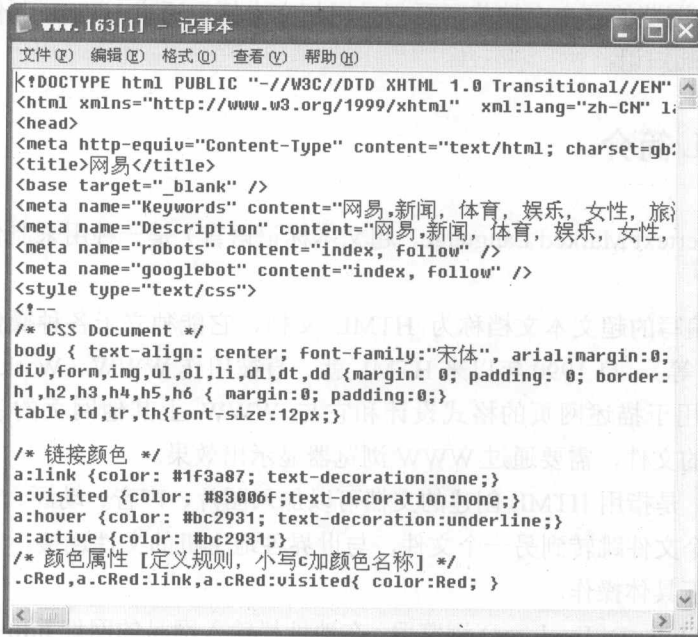 www.163[1] - 记事本
文件(F) 编辑(E) 格式(O) 查看(V) 帮助(H)
<!DOCTYPE html PUBLIC "-//W3C//DTD XHTML 1.0 Transitional//EN"
<html xmlns="http://www.w3.org/1999/xhtml" xml:lang="zh-CN" la
<head>
<meta http-equiv="Content-Type" content="text/html; charset=gb2
<title>网易</title>
<base target="_blank" />
<meta name="Keywords" content="网易,新闻, 体育, 娱乐, 女性, 旅
<meta name="Description" content="网易,新闻, 体育, 娱乐, 女性,
<meta name="robots" content="index, follow" />
<meta name="googlebot" content="index, follow" />
<style type="text/css">
<!--
/* CSS Document */
body { text-align: center; font-family:"宋体", arial;margin:0;
div,form,img,ul,ol,li,dl,dt,dd {margin: 0; padding: 0; border:
h1,h2,h3,h4,h5,h6 { margin:0; padding:0;}
table,td,tr,th{font-size:12px;}
/* 链接颜色 */
a:link {color: #1f3a87; text-decoration:none;}
a:visited {color: #83006f;text-decoration:none;}
a:hover {color: #bc2931; text-decoration:underline;}
a:active {color: #bc2931;}
/* 颜色属性 [定义规则, 小写c加颜色名称] */
.cRed,a.cRed:link,a.cRed:visited{ color:Red; }